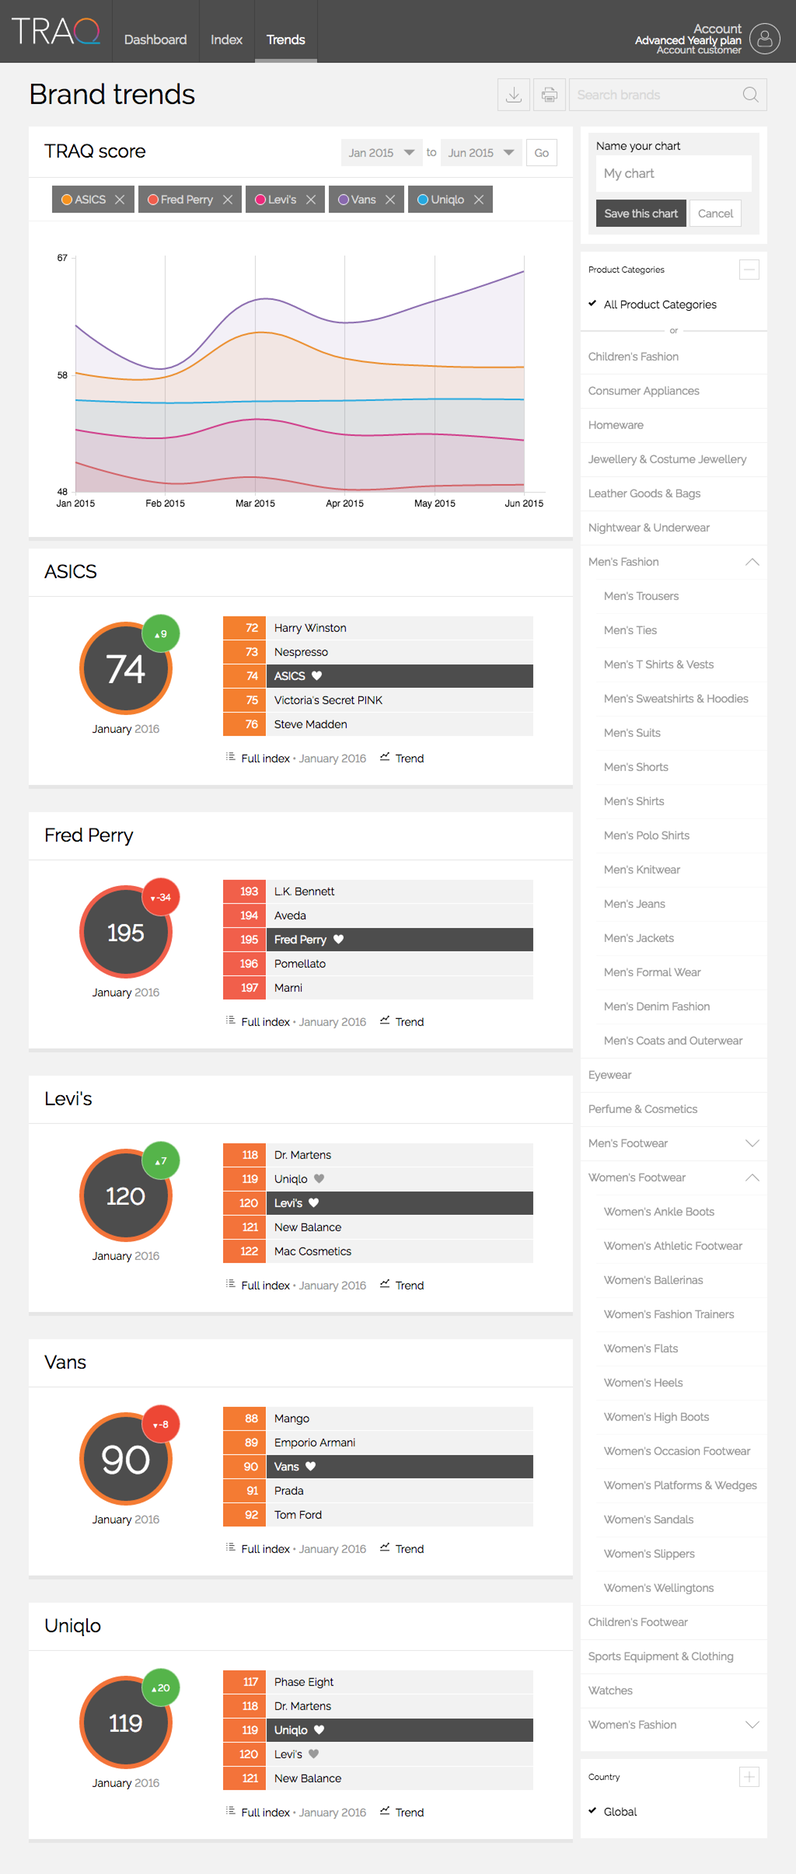 TRAQ
Dashboard
Index
Trends
Account
Advanced Yearly plan
Account customer
Brand trends
Search brands
TRAQ score
Jan 2015 to Jun 2015 Go
ASICS Fred Perry Levi's Vans Uniqlo
67
58
48
Jan 2015 Feb 2015 Mar 2015 Apr 2015 May 2015 Jun 2015
ASICS
74
▲9
January 2016
72 Harry Winston
73 Nespresso
74 ASICS
75 Victoria's Secret PINK
76 Steve Madden
Full index • January 2016 Trend
Fred Perry
195
▼-34
January 2016
193 L.K. Bennett
194 Aveda
195 Fred Perry
196 Pomellato
197 Marni
Full index • January 2016 Trend
Levi's
120
▲7
January 2016
118 Dr. Martens
119 Uniqlo
120 Levi's
121 New Balance
122 Mac Cosmetics
Full index • January 2016 Trend
Vans
90
▼-8
January 2016
88 Mango
89 Emporio Armani
90 Vans
91 Prada
92 Tom Ford
Full index • January 2016 Trend
Uniqlo
119
▲20
January 2016
117 Phase Eight
118 Dr. Martens
119 Uniqlo
120 Levi's
121 New Balance
Full index • January 2016 Trend
Name your chart
My chart
Save this chart Cancel
Product Categories
All Product Categories
or
Children's Fashion
Consumer Appliances
Homeware
Jewellery & Costume Jewellery
Leather Goods & Bags
Nightwear & Underwear
Men's Fashion
Men's Trousers
Men's Ties
Men's T Shirts & Vests
Men's Sweatshirts & Hoodies
Men's Suits
Men's Shorts
Men's Shirts
Men's Polo Shirts
Men's Knitwear
Men's Jeans
Men's Jackets
Men's Formal Wear
Men's Denim Fashion
Men's Coats and Outerwear
Eyewear
Perfume & Cosmetics
Men's Footwear
Women's Footwear
Women's Ankle Boots
Women's Athletic Footwear
Women's Ballerinas
Women's Fashion Trainers
Women's Flats
Women's Heels
Women's High Boots
Women's Occasion Footwear
Women's Platforms & Wedges
Women's Sandals
Women's Slippers
Women's Wellingtons
Children's Footwear
Sports Equipment & Clothing
Watches
Women's Fashion
Country
Global